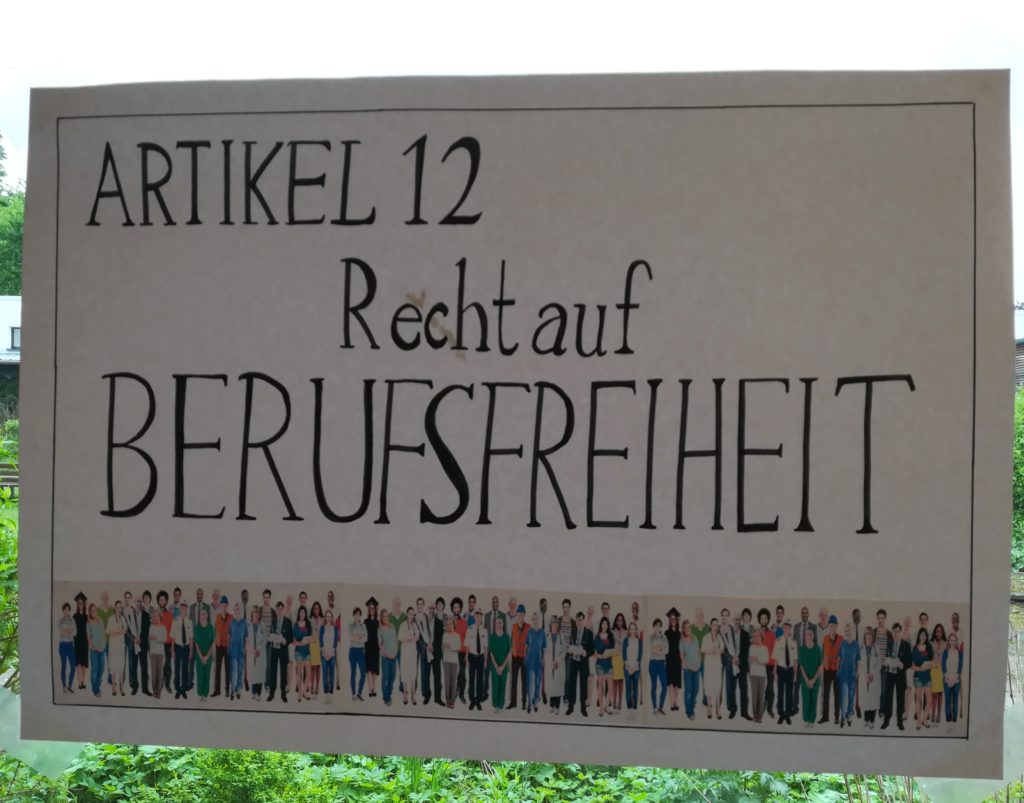 ARTIKEL 12
Recht auf
BERUFSFREIHEIT